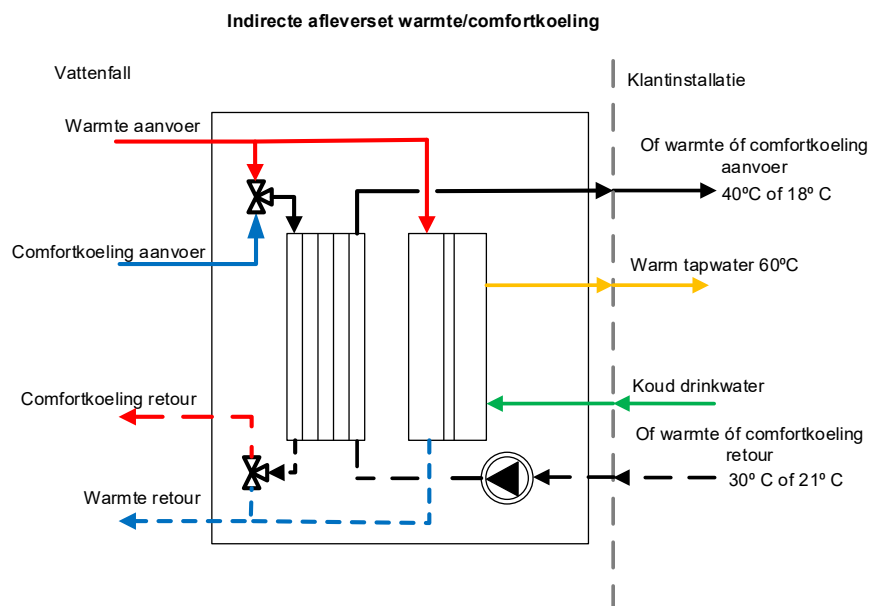 Indirecte afleverset warmte/comfortkoeling
Vattenfall
Klantinstallatie
Warmte aanvoer
Of warmte óf comfortkoeling
aanvoer
40ºC of 18º C
Comfortkoeling aanvoer
Warm tapwater 60ºC
Comfortkoeling retour
Koud drinkwater
Of warmte óf comfortkoeling
retour
30º C of 21º C
Warmte retour